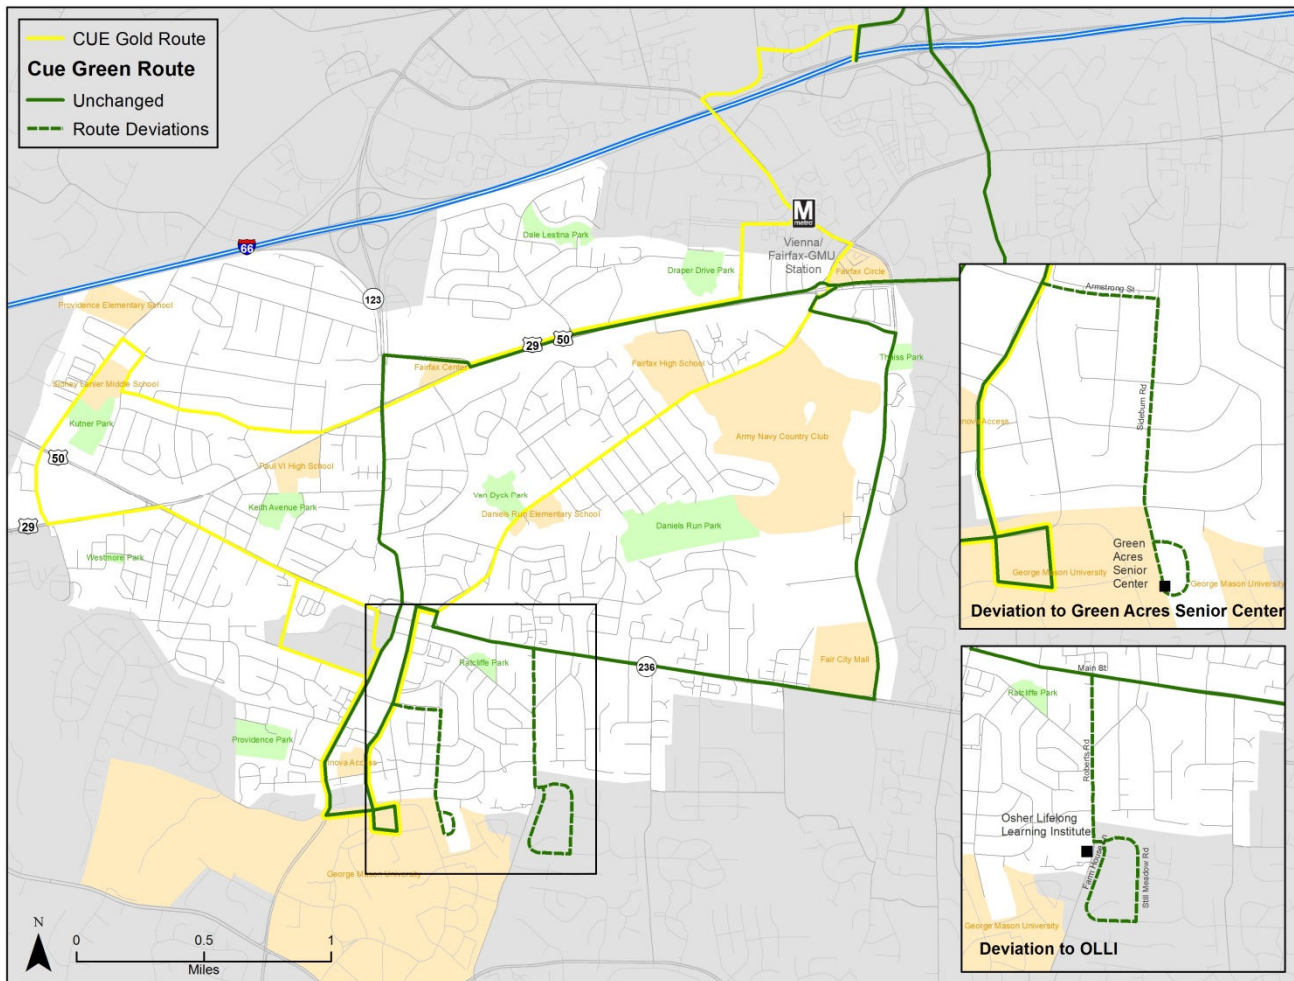 CUE Gold Route
Cue Green Route
Unchanged
Route Deviations
66
Dale Lestina Park
M
metro
Vienna/
Fairfax-GMU
Station
Draper Drive Park
Fairfax Circle
Providence Elementary School
123
29
50
Fairfax Center
Fairfax High School
Thaiss Park
Sidney Lanier Middle School
Kutner Park
Army Navy Country Club
50
Paul VI High School
Van Dyck Park
Keith Avenue Park
Daniels Run Elementary School
Daniels Run Park
29
Westmore Park
Ratcliffe Park
236
Fair City Mall
Providence Park
Inova Access
George Mason University
N
0
0.5
1
Miles
Armstrong St
Sideburn Rd
Inova Access
Green
Acres
Senior
Center
George Mason University
George Mason University
Deviation to Green Acres Senior Center
Main St
Ratcliffe Park
Roberts Rd
Osher Lifelong
Learning Institute
Farm House Ln
Still Meadow Rd
George Mason University
Deviation to OLLI